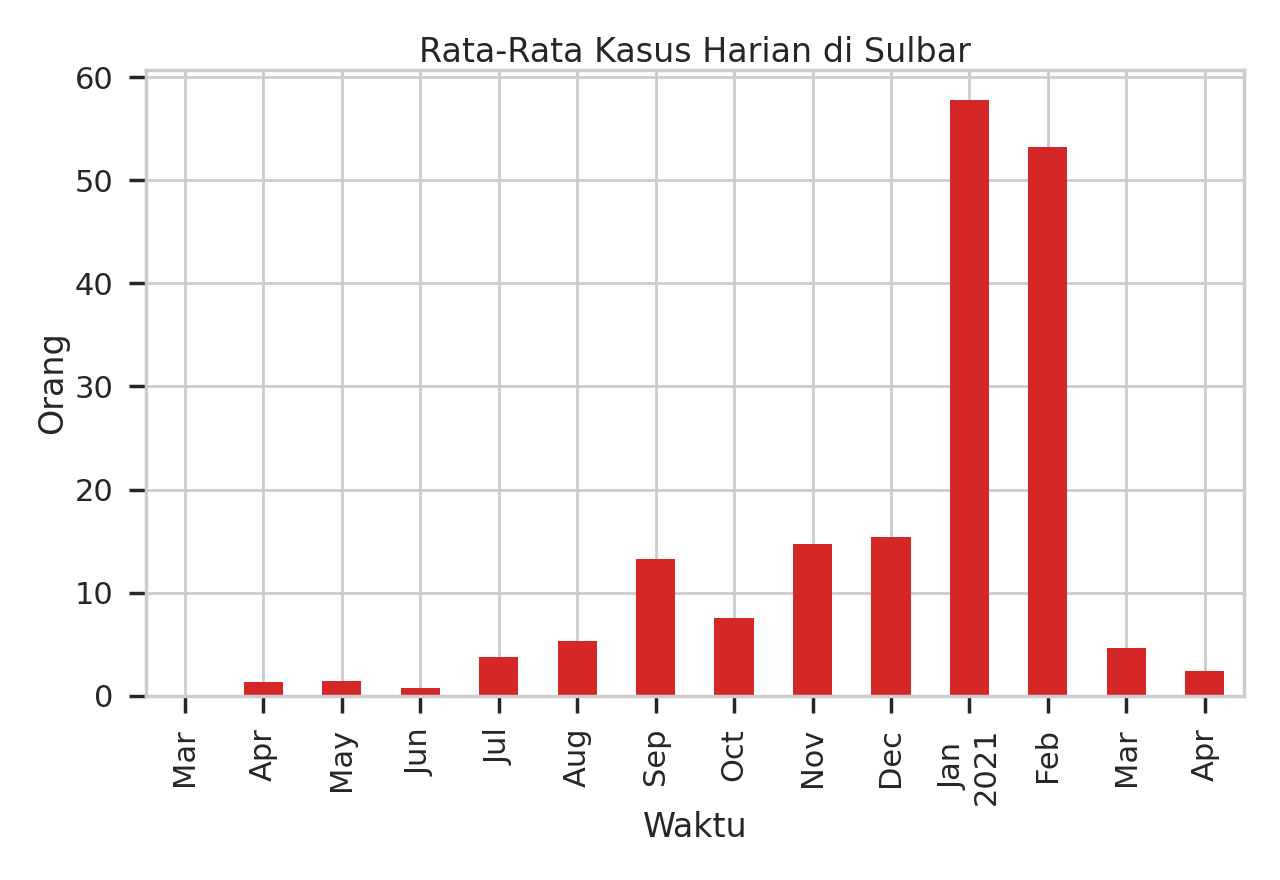 Rata-Rata Kasus Harian di Sulbar
60
50
40
30
20
10
0
Orang
Mar
Apr
May
Jun
Jul
Aug
Sep
Oct
Nov
Dec
Jan
2021
Feb
Mar
Apr
Waktu